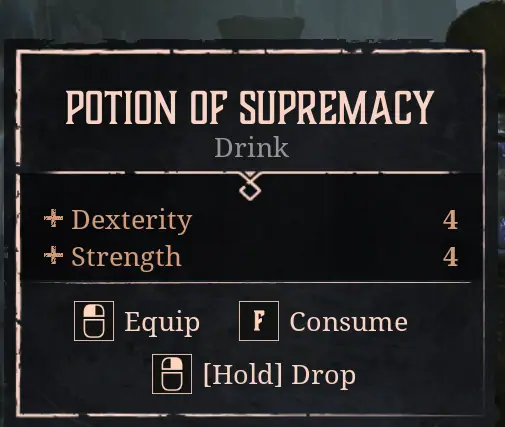 POTION OF SUPREMACY
Drink
+ Dexterity 4
+ Strength 4
Equip F Consume
[Hold] Drop